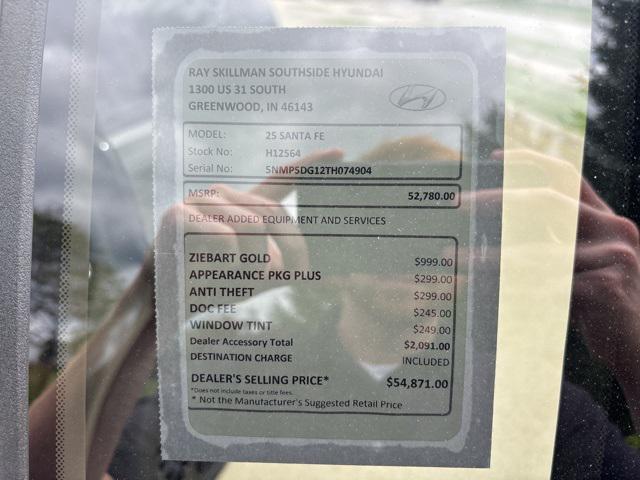 RAY SKILLMAN SOUTHSIDE HYUNDAI
1300 US 31 SOUTH
GREENWOOD, IN 46143
MODEL: 25 SANTA FE
Stock No: H12564
Serial No: 5NMP5DG12TH074904
MSRP: 52,780.00
DEALER ADDED EQUIPMENT AND SERVICES
ZIEBART GOLD $999.00
APPEARANCE PKG PLUS $299.00
ANTI THEFT $299.00
DOC FEE $245.00
WINDOW TINT $249.00
Dealer Accessory Total $2,091.00
DESTINATION CHARGE INCLUDED
DEALER'S SELLING PRICE* $54,871.00
*Does not include taxes or title fees.
* Not the Manufacturer's Suggested Retail Price